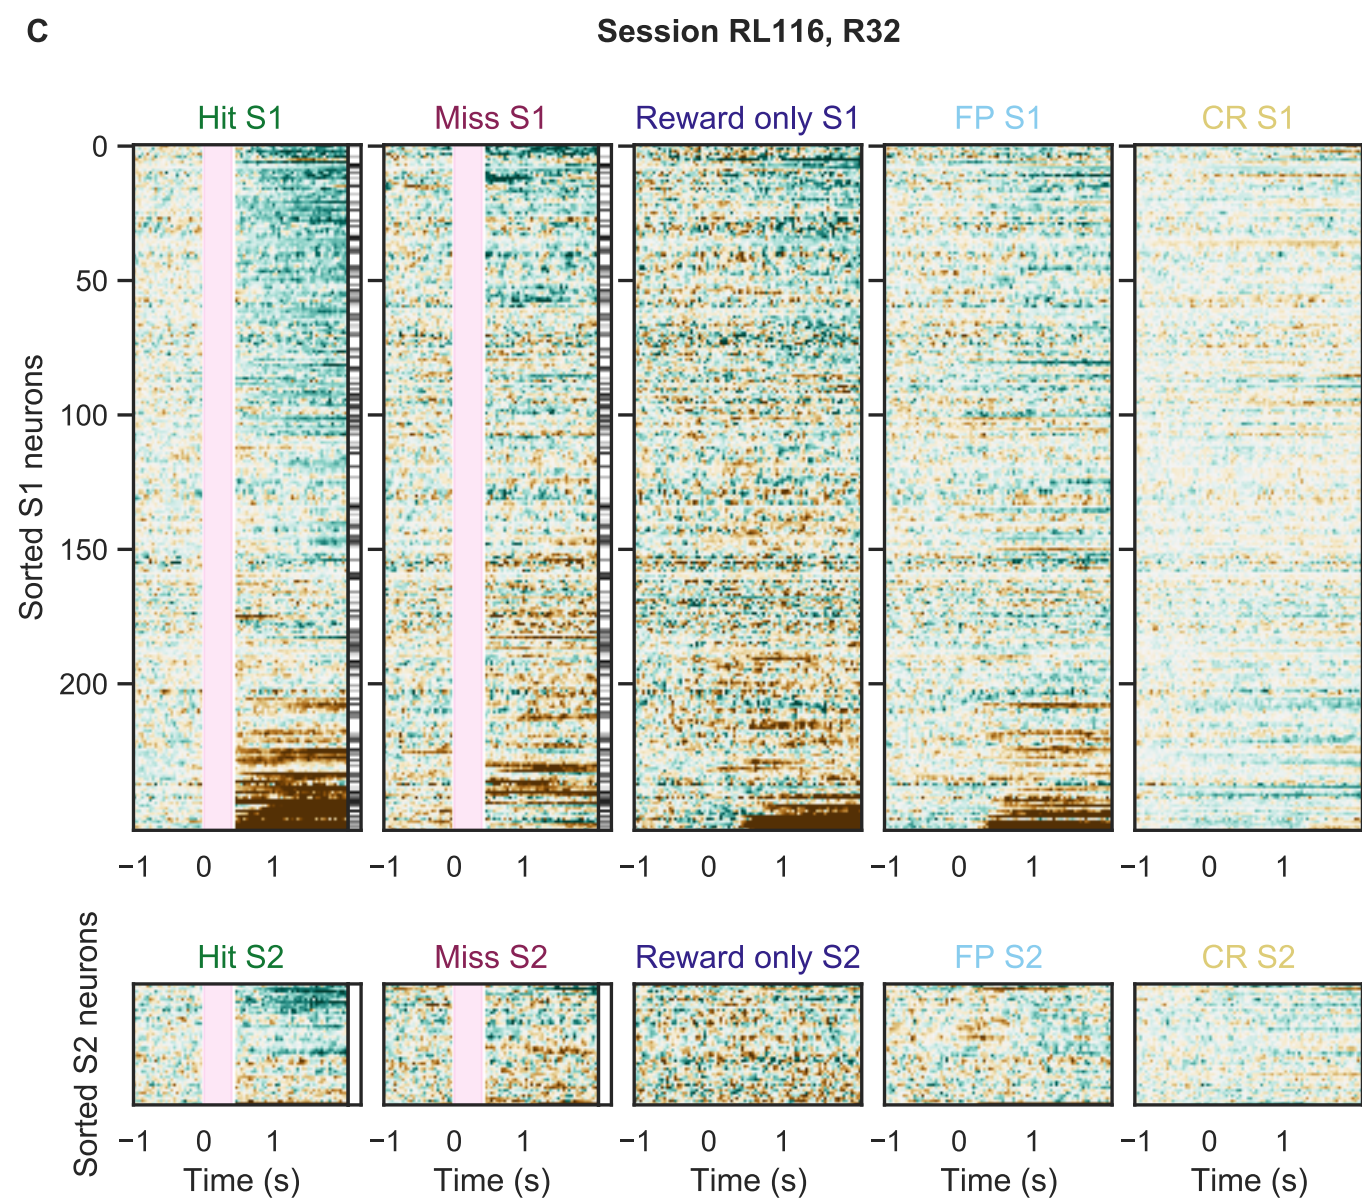 C
Session RL116, R32
Hit S1 Miss S1 Reward only S1 FP S1 CR S1
0
50
100
150
200
Sorted S1 neurons
−1 0 1 −1 0 1 −1 0 1 −1 0 1 −1 0 1
Hit S2 Miss S2 Reward only S2 FP S2 CR S2
Sorted S2 neurons
−1 0 1 −1 0 1 −1 0 1 −1 0 1 −1 0 1
Time (s) Time (s) Time (s) Time (s) Time (s)